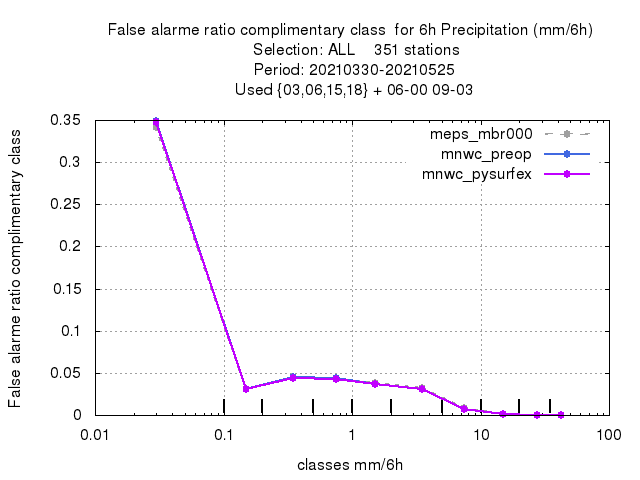 False alarme ratio complimentary class  for 6h Precipitation (mm/6h)
Selection: ALL    351 stations
Period: 20210330-20210525
Used {03,06,15,18} + 06-00 09-03
meps_mbr000
mnwc_preop
mnwc_pysurfex
False alarme ratio complimentary class
0.35
0.3
0.25
0.2
0.15
0.1
0.05
0
0.01
0.1
1
10
100
classes mm/6h